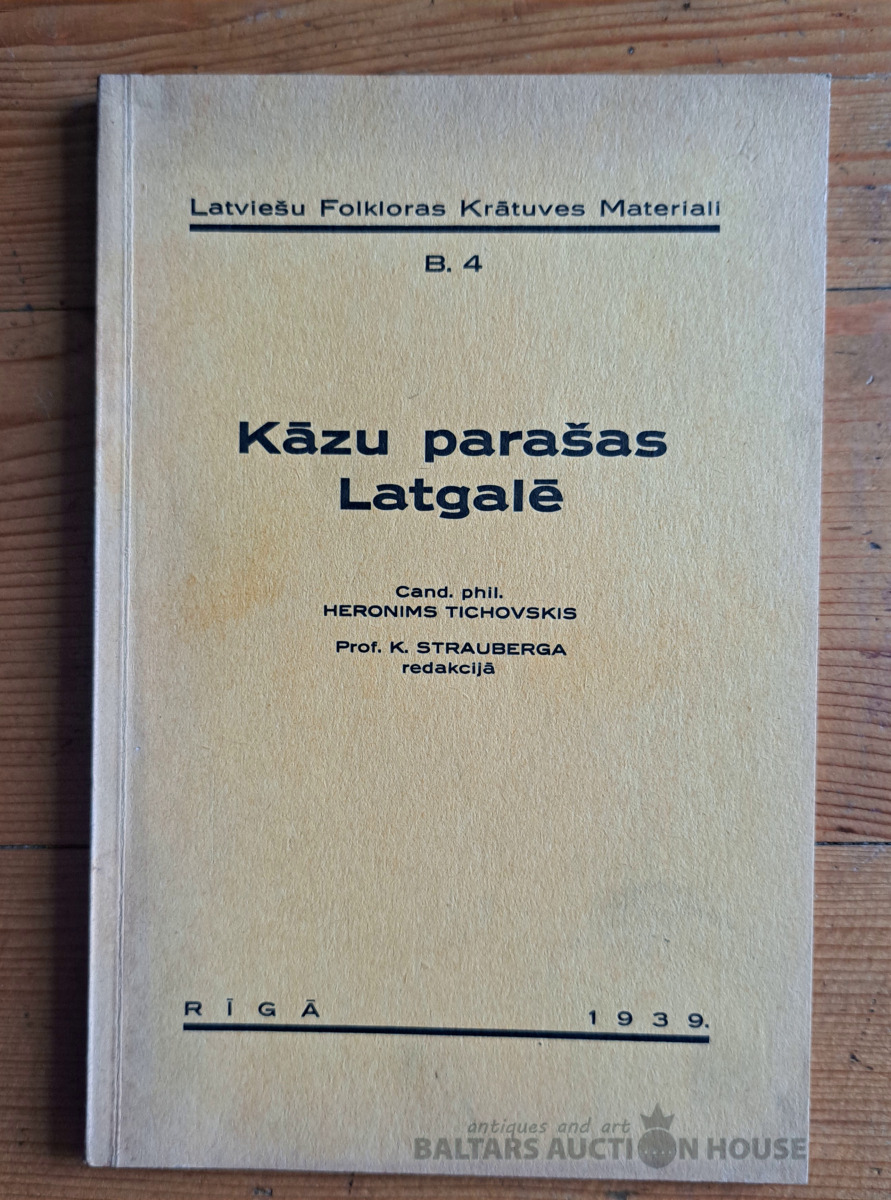 Latviešu Folkloras Krātuves Materiali
B. 4
Kāzu parašas
Latgalē
Cand. phil.
HERONIMS TICHOVSKIS
Prof. K. STRAUBERGA
redakcijā
RĪGĀ 1939.
antiques and art
BALTARS AUCTION HOUSE